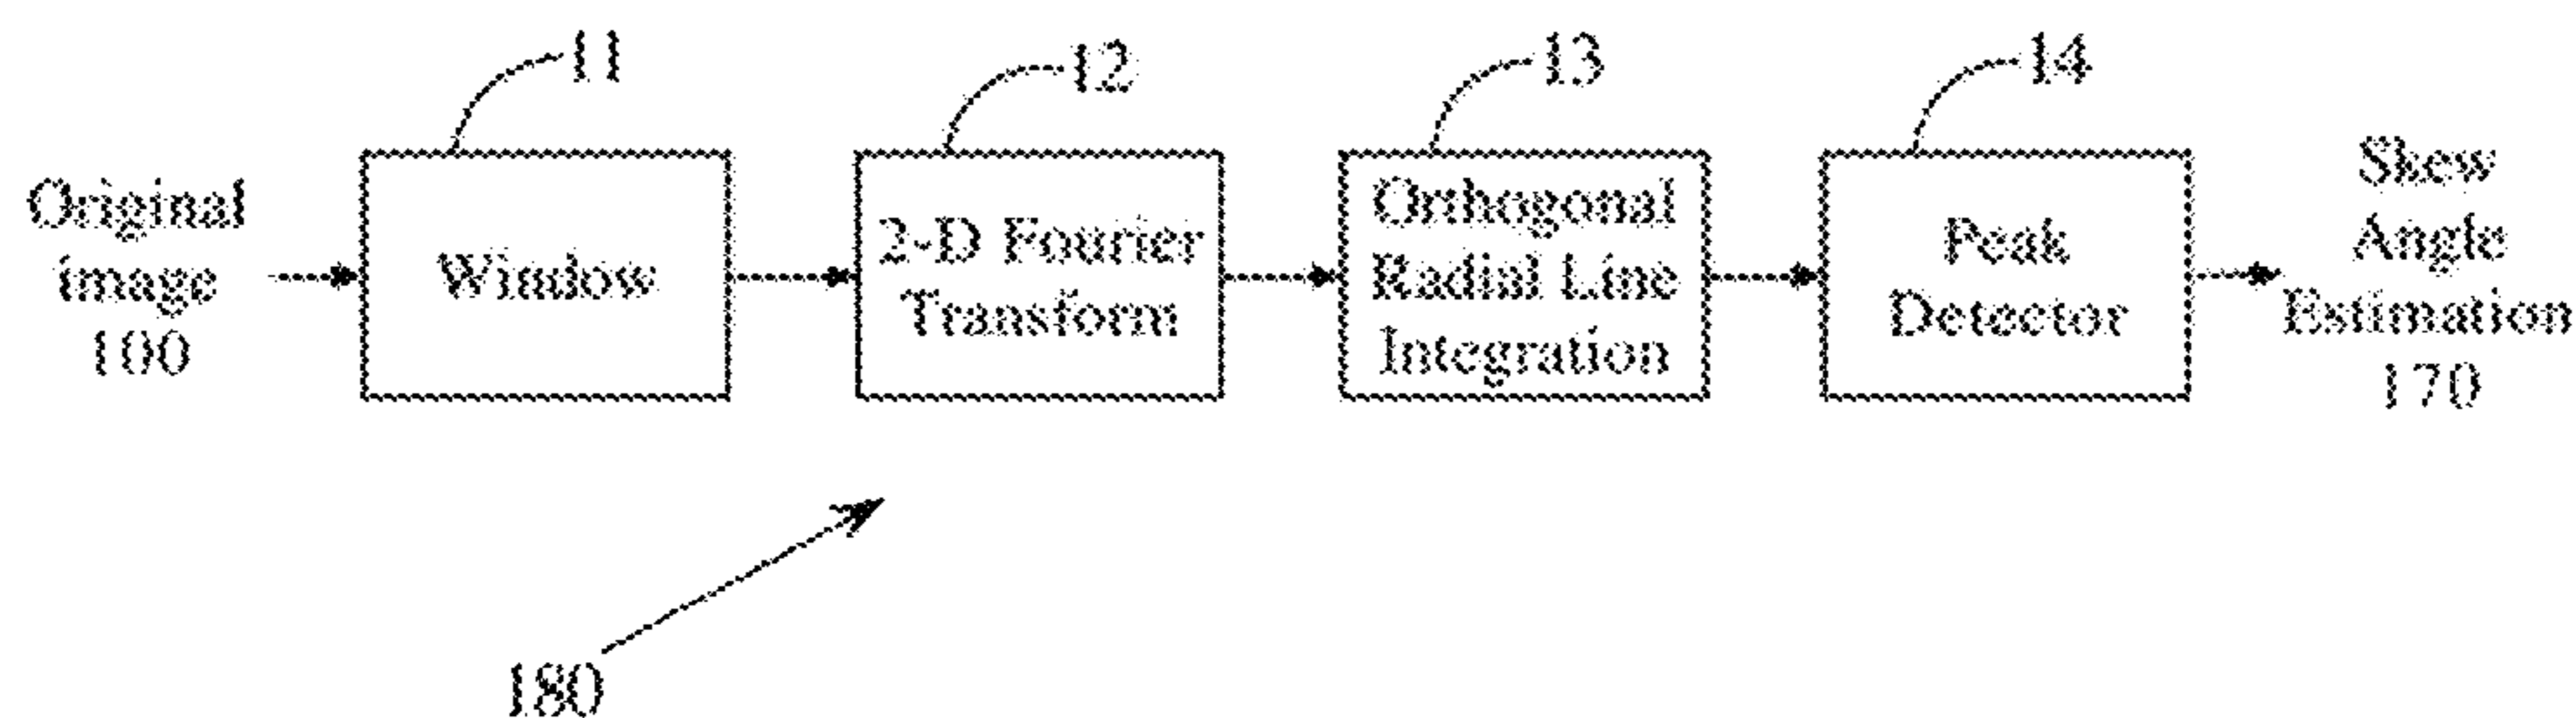 11
12
13
14
Original
image
100
Window
2-D Fourier
Transform
Orthogonal
Radial Line
Integration
Peak
Detector
Skew
Angle
Estimation
170
180